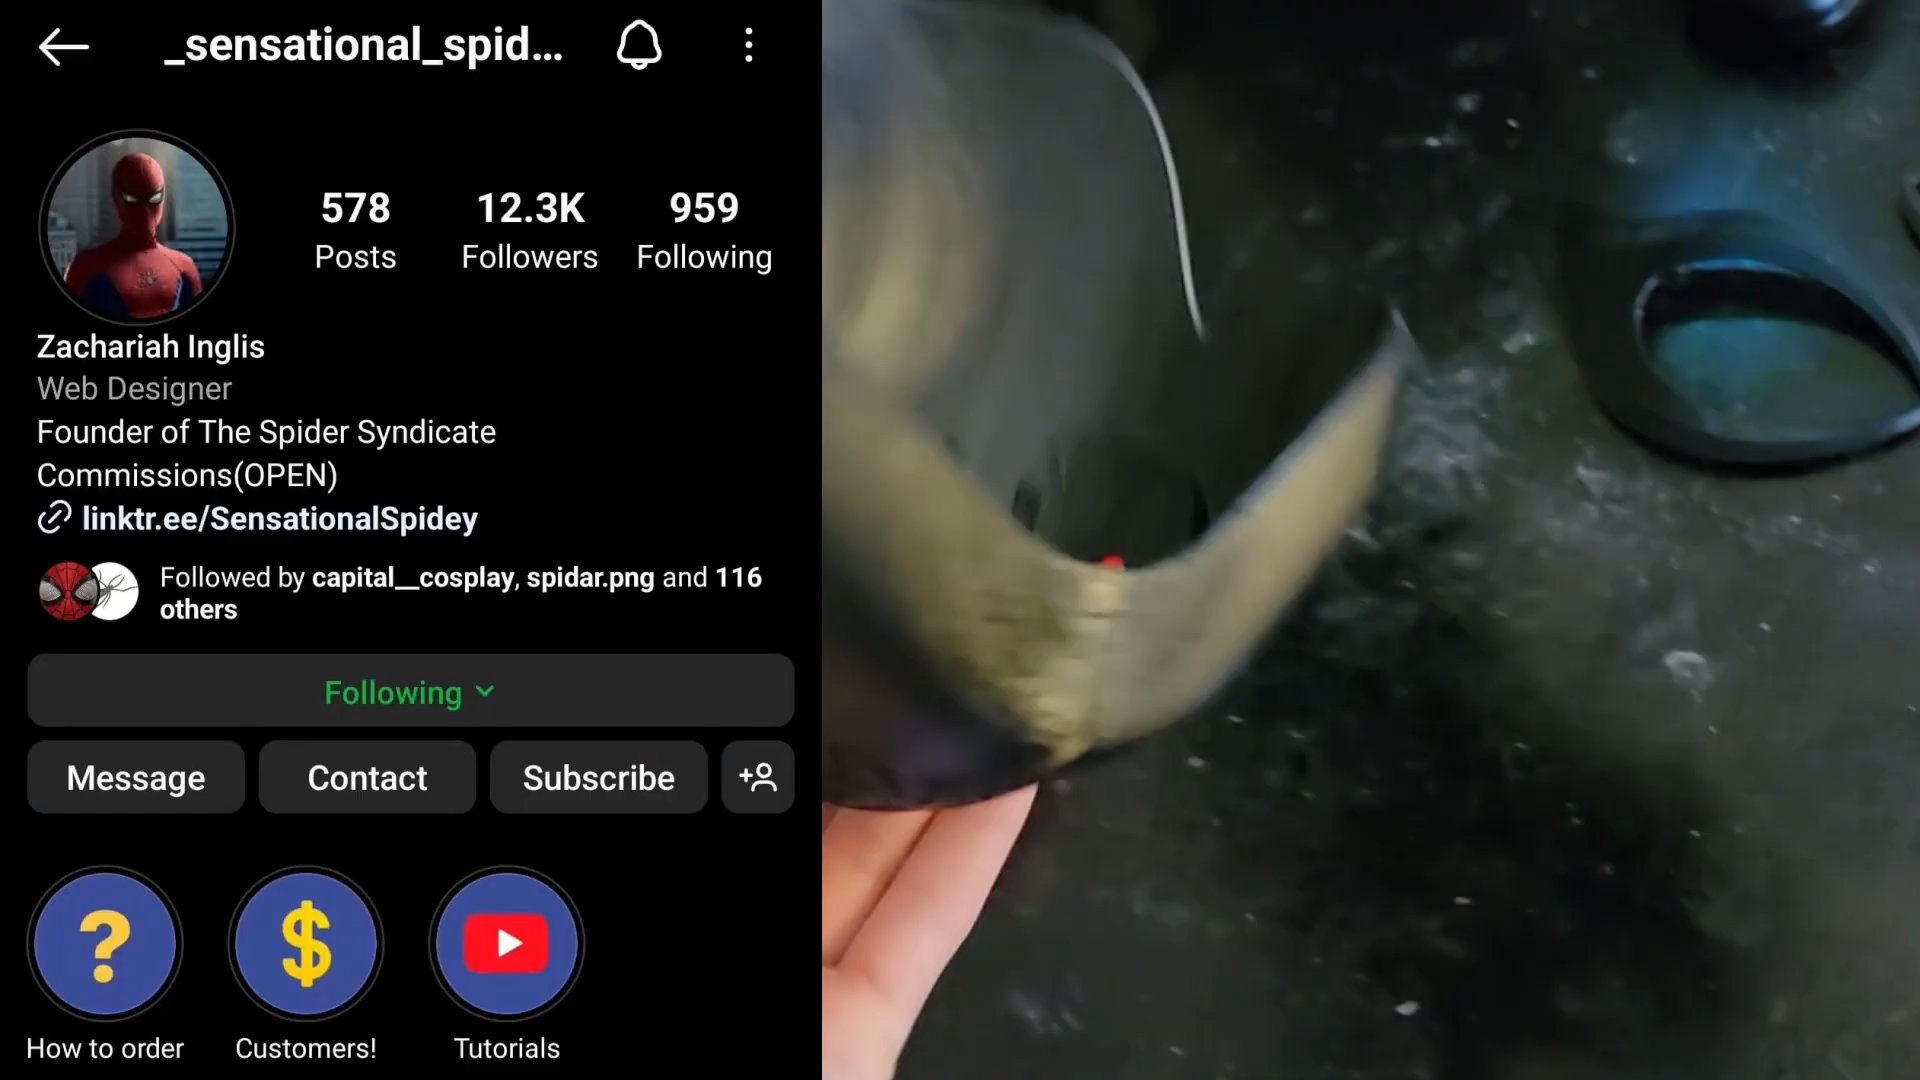 _sensational_spid...
578
Posts
12.3K
Followers
959
Following
Zachariah Inglis
Web Designer
Founder of The Spider Syndicate
Commissions(OPEN)
linktr.ee/SensationalSpidey
Followed by capital__cosplay, spidar.png and 116
others
Following
Message
Contact
Subscribe
How to order
Customers!
Tutorials